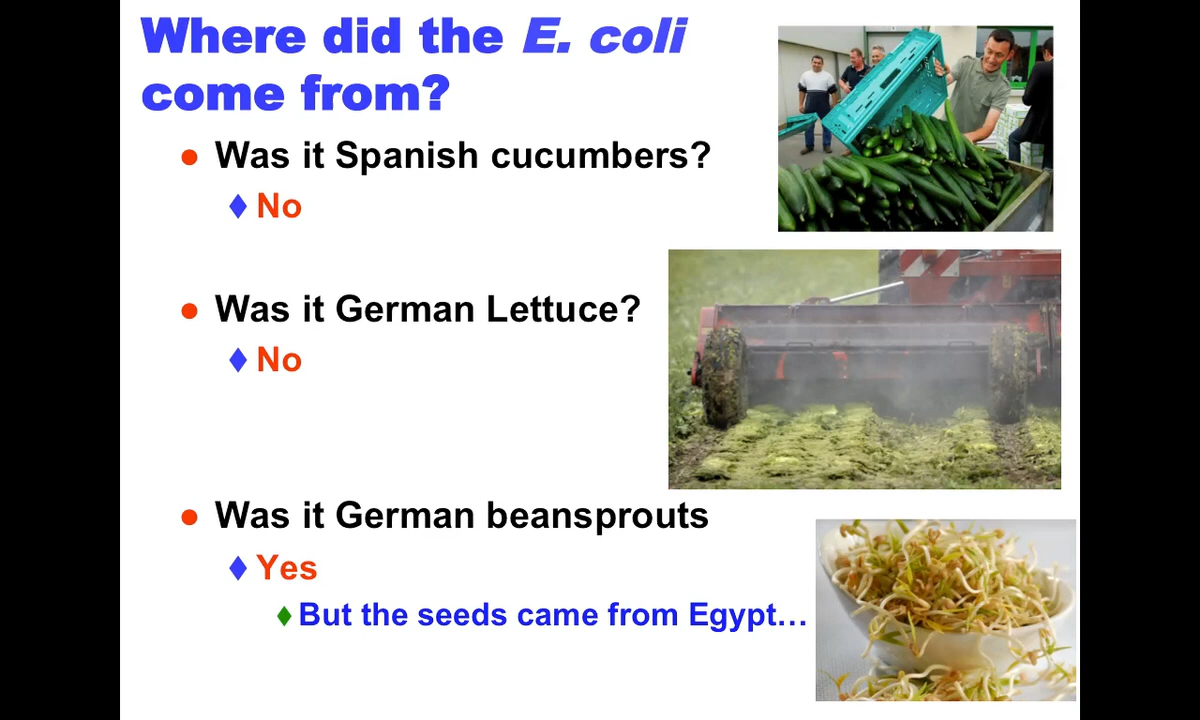 Where did the E. coli
come from?
Was it Spanish cucumbers?
No
Was it German Lettuce?
No
Was it German beansprouts
Yes
But the seeds came from Egypt…